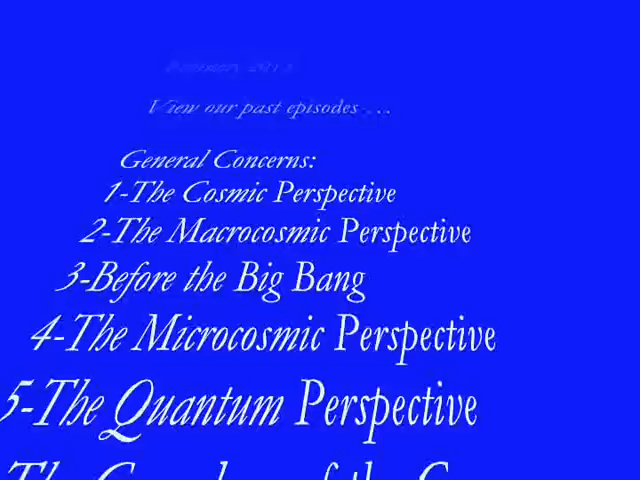 View our past episodes ....
General Concerns:
1-The Cosmic Perspective
2-The Macrocosmic Perspective
3-Before the Big Bang
4-The Microcosmic Perspective
5-The Quantum Perspective